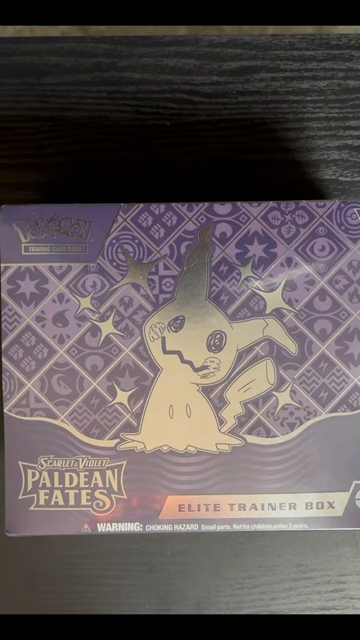 Pokémon
TRADING CARD GAME
SCARLET & VIOLET
PALDEAN
FATES
ELITE TRAINER BOX
WARNING: CHOKING HAZARD Small parts. Not for children under 3 years.